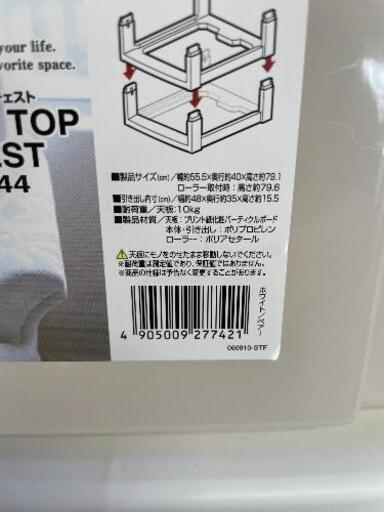 your life.
vorite space.
チェスト
TOP
EST
44
■製品サイズ(cm)/幅約55.5×奥行約40×高さ約79.1
ローラー取付時:高さ約79.6
■引き出し内寸(cm)/幅約48×奥行約35×高さ約15.5
■耐荷重/天板:10kg
■製品材質/天板:プリント紙化粧パーティクルボード
本体・引き出し:ポリプロピレン
ローラー:ポリアセタール
天板にモノをのせたまま移動しないでください。
※耐荷重は測定値であり、保証値ではありません。
※商品の仕様は予告なく変更することがあります。
ホワイト/ペアー
4 905009 277421
060910-STF